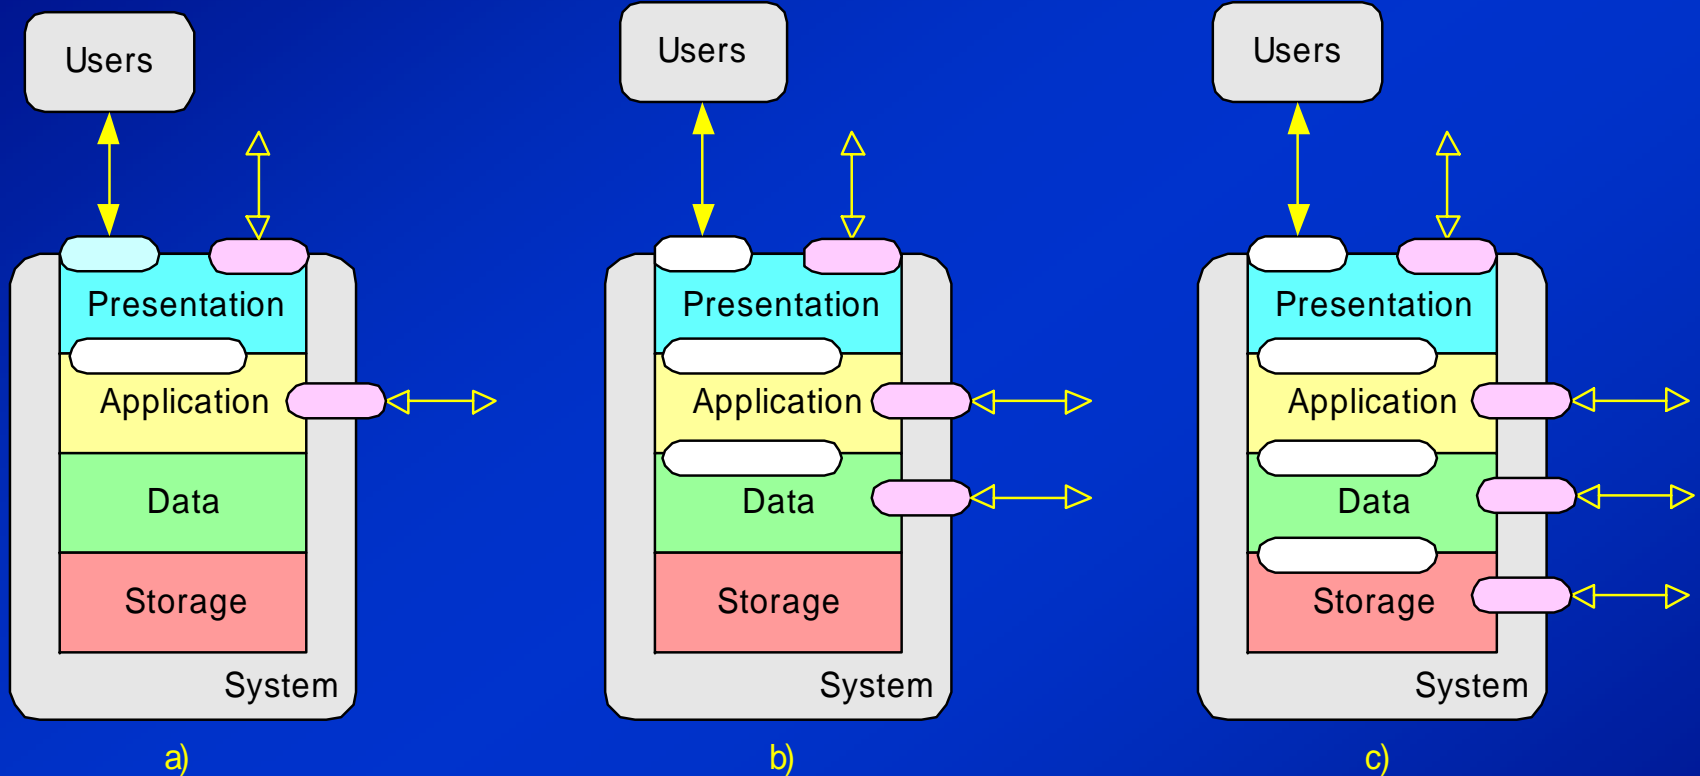 Users
Presentation
Application
Data
Storage
System
a)
Users
Presentation
Application
Data
Storage
System
b)
Users
Presentation
Application
Data
Storage
System
c)